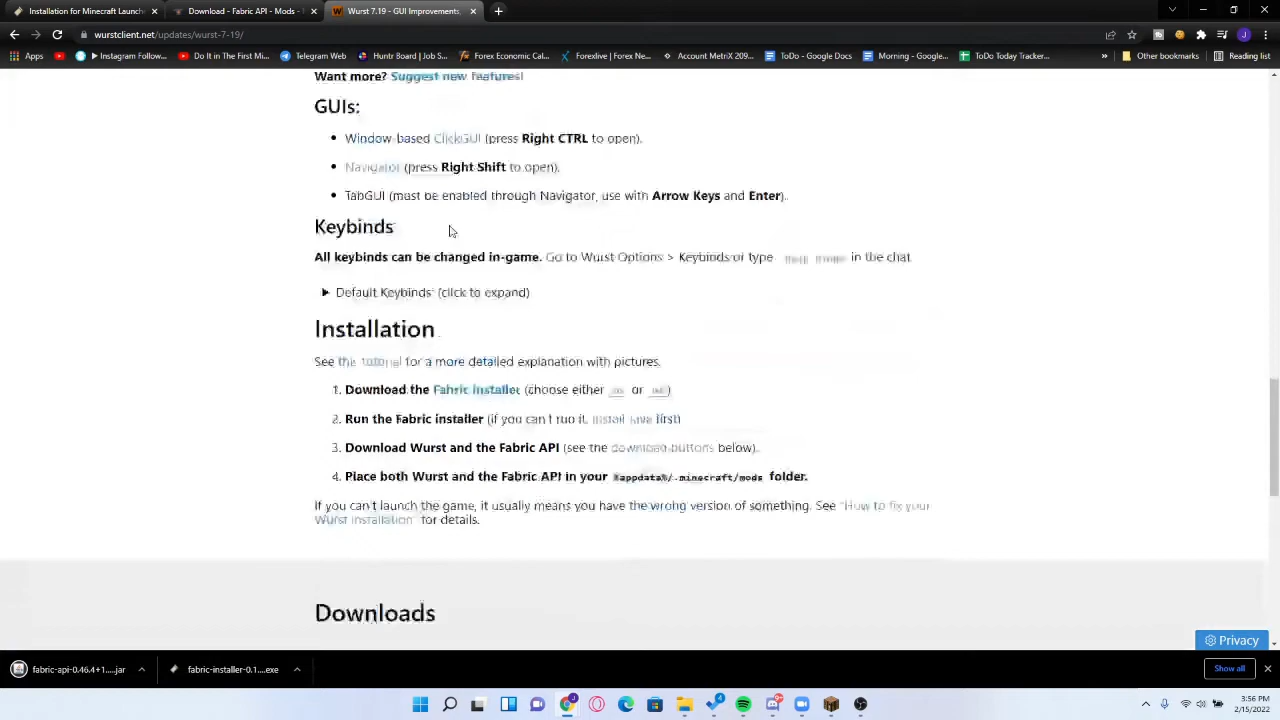 Installation for Minecraft Launch
Download - Fabric API - Mods -
Wurst 7.19 - GUI Improvements,
wurstclient.net/updates/wurst-7-19/
Apps
▶ Instagram Follow...
Do It in The First Mi...
Telegram Web
Huntr Board | Job S...
Forex Economic Cal...
Forexlive | Forex Ne...
Account MetriX 209...
ToDo - Google Docs
Morning - Google...
ToDo Today Tracker...
»
Other bookmarks
Reading list
Want more? Suggest new features!
GUIs:
• Window based ClickGUI (press Right CTRL to open).
• Navigator (press Right Shift to open).
• TabGUI (must be enabled through Navigator, use with Arrow Keys and Enter).
Keybinds
All keybinds can be changed in-game. Go to Wurst Options > Keybinds or type in the chat
▶ Default Keybinds (click to expand)
Installation
See this tutorial for a more detailed explanation with pictures.
1. Download the Fabric Installer (choose either or )
2. Run the Fabric installer (if you can't run it, install Java first)
3. Download Wurst and the Fabric API (see the download buttons below).
4. Place both Wurst and the Fabric API in your %appdata%/.minecraft/mods folder.
If you can't launch the game, it usually means you have the wrong version of something. See "How to fix your
Wurst installation" for details.
Downloads
Privacy
fabric-api-0.46.4+1....jar
fabric-installer-0.1....exe
Show all
3:56 PM
2/15/2022